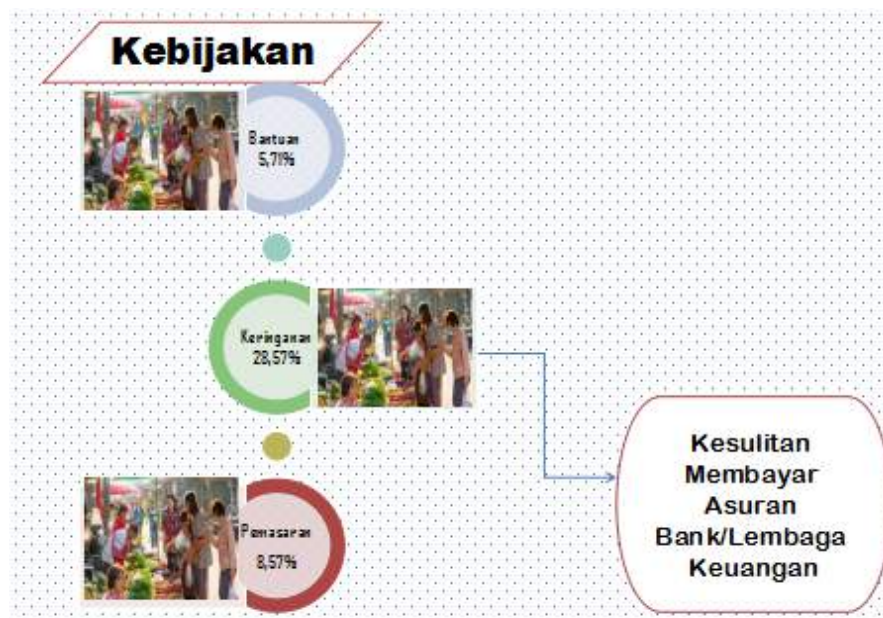 Kebijakan
Bantuan
5,71%
Keringanan
28,57%
Pemasaran
8,57%
Kesulitan
Membayar
Asuran
Bank/Lembaga
Keuangan